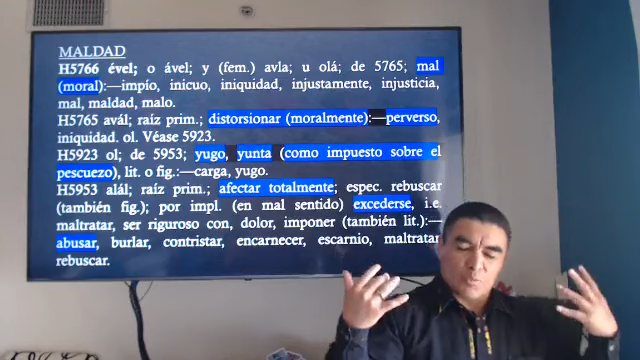 MALDAD
H5766 ével; o ável; y (fem.) avla; u olá; de 5765; mal
(moral):—impío, inicuo, iniquidad, injustamente, injusticia,
mal, maldad, malo.
H5765 avál; raíz prim.; distorsionar (moralmente):—perverso,
iniquidad. ol. Véase 5923.
H5923 ol; de 5953; yugo, yunta (como impuesto sobre el
pescuezo), lit. o fig.:—carga, yugo.
H5953 alál; raíz prim.; afectar totalmente; espec. rebuscar
(también fig.); por impl. (en mal sentido) excederse, i.e.
maltratar, ser riguroso con, dolor, imponer (también lit.):—
abusar, burlar, contristar, encarnecer, escarnio, maltratar
rebuscar.